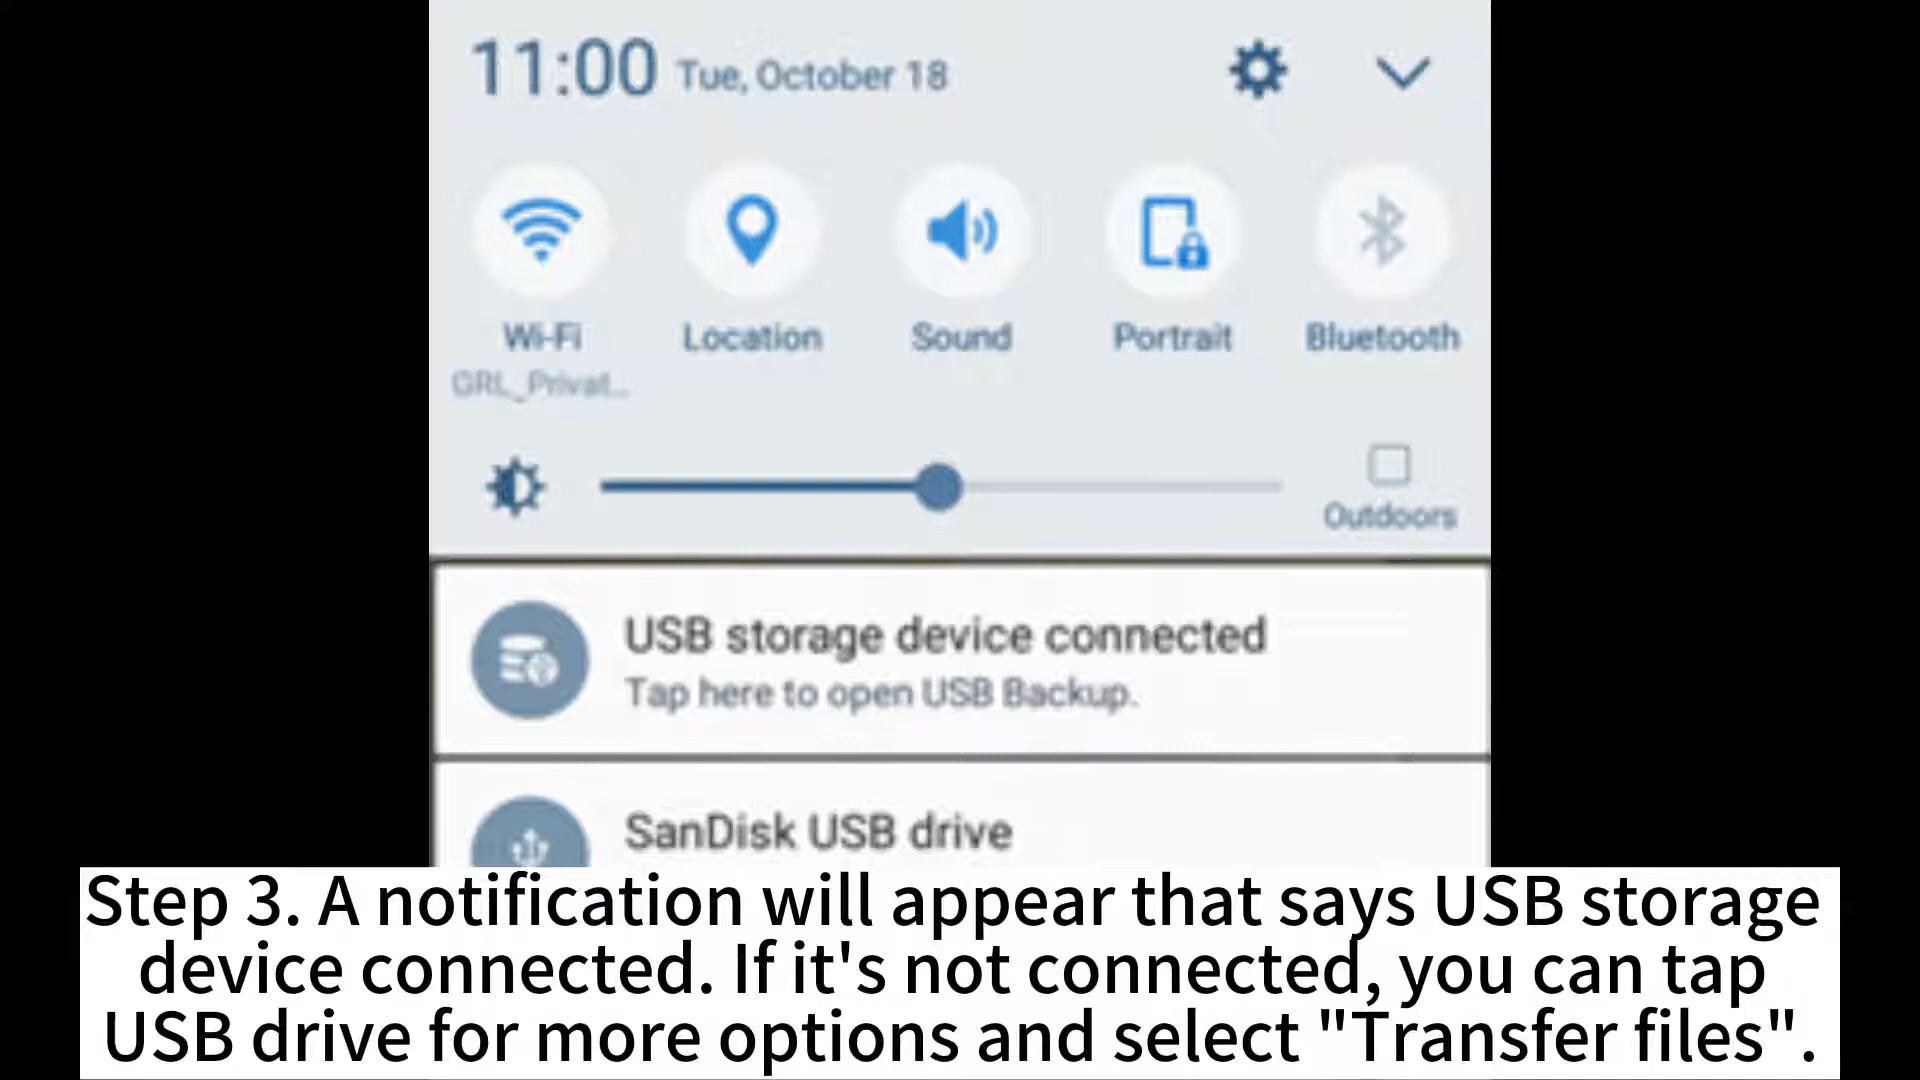 11:00 Tue, October 18
Wi-Fi Location Sound Portrait Bluetooth
GRL_Privat...
Outdoors
USB storage device connected
Tap here to open USB Backup.
SanDisk USB drive
Step 3. A notification will appear that says USB storage
device connected. If it's not connected, you can tap
USB drive for more options and select "Transfer files".